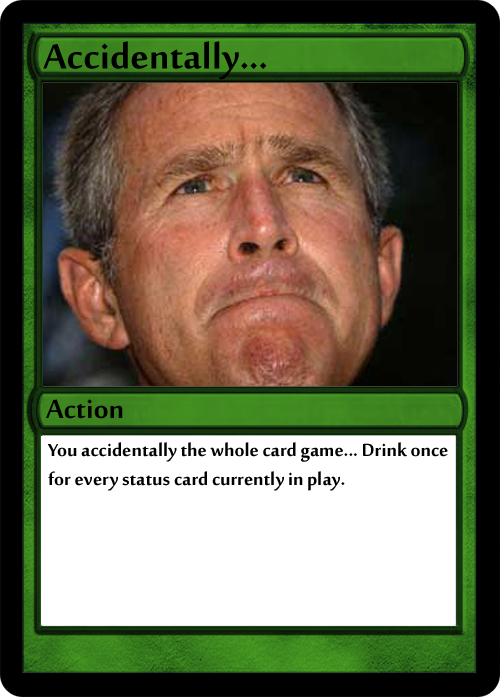 Accidentally...
Action
You accidentally the whole card game... Drink once
for every status card currently in play.